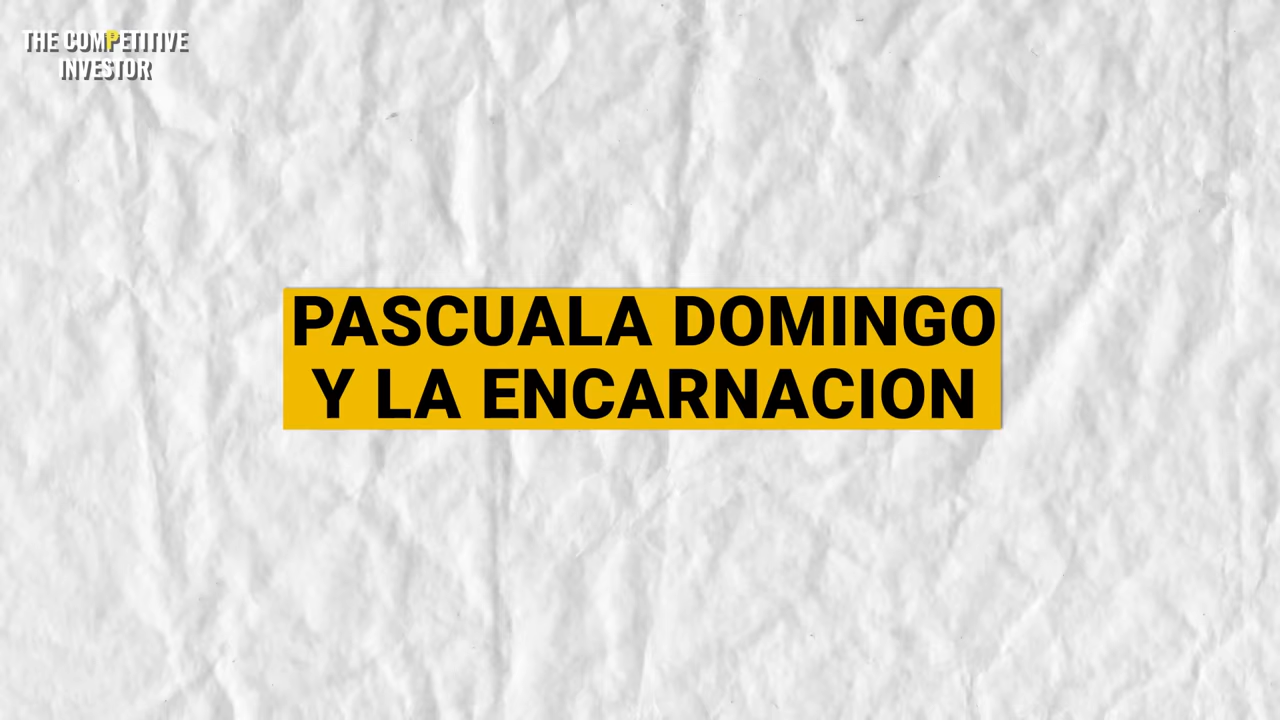 THE COMPETITIVE
INVESTOR
PASCUALA DOMINGO
Y LA ENCARNACION